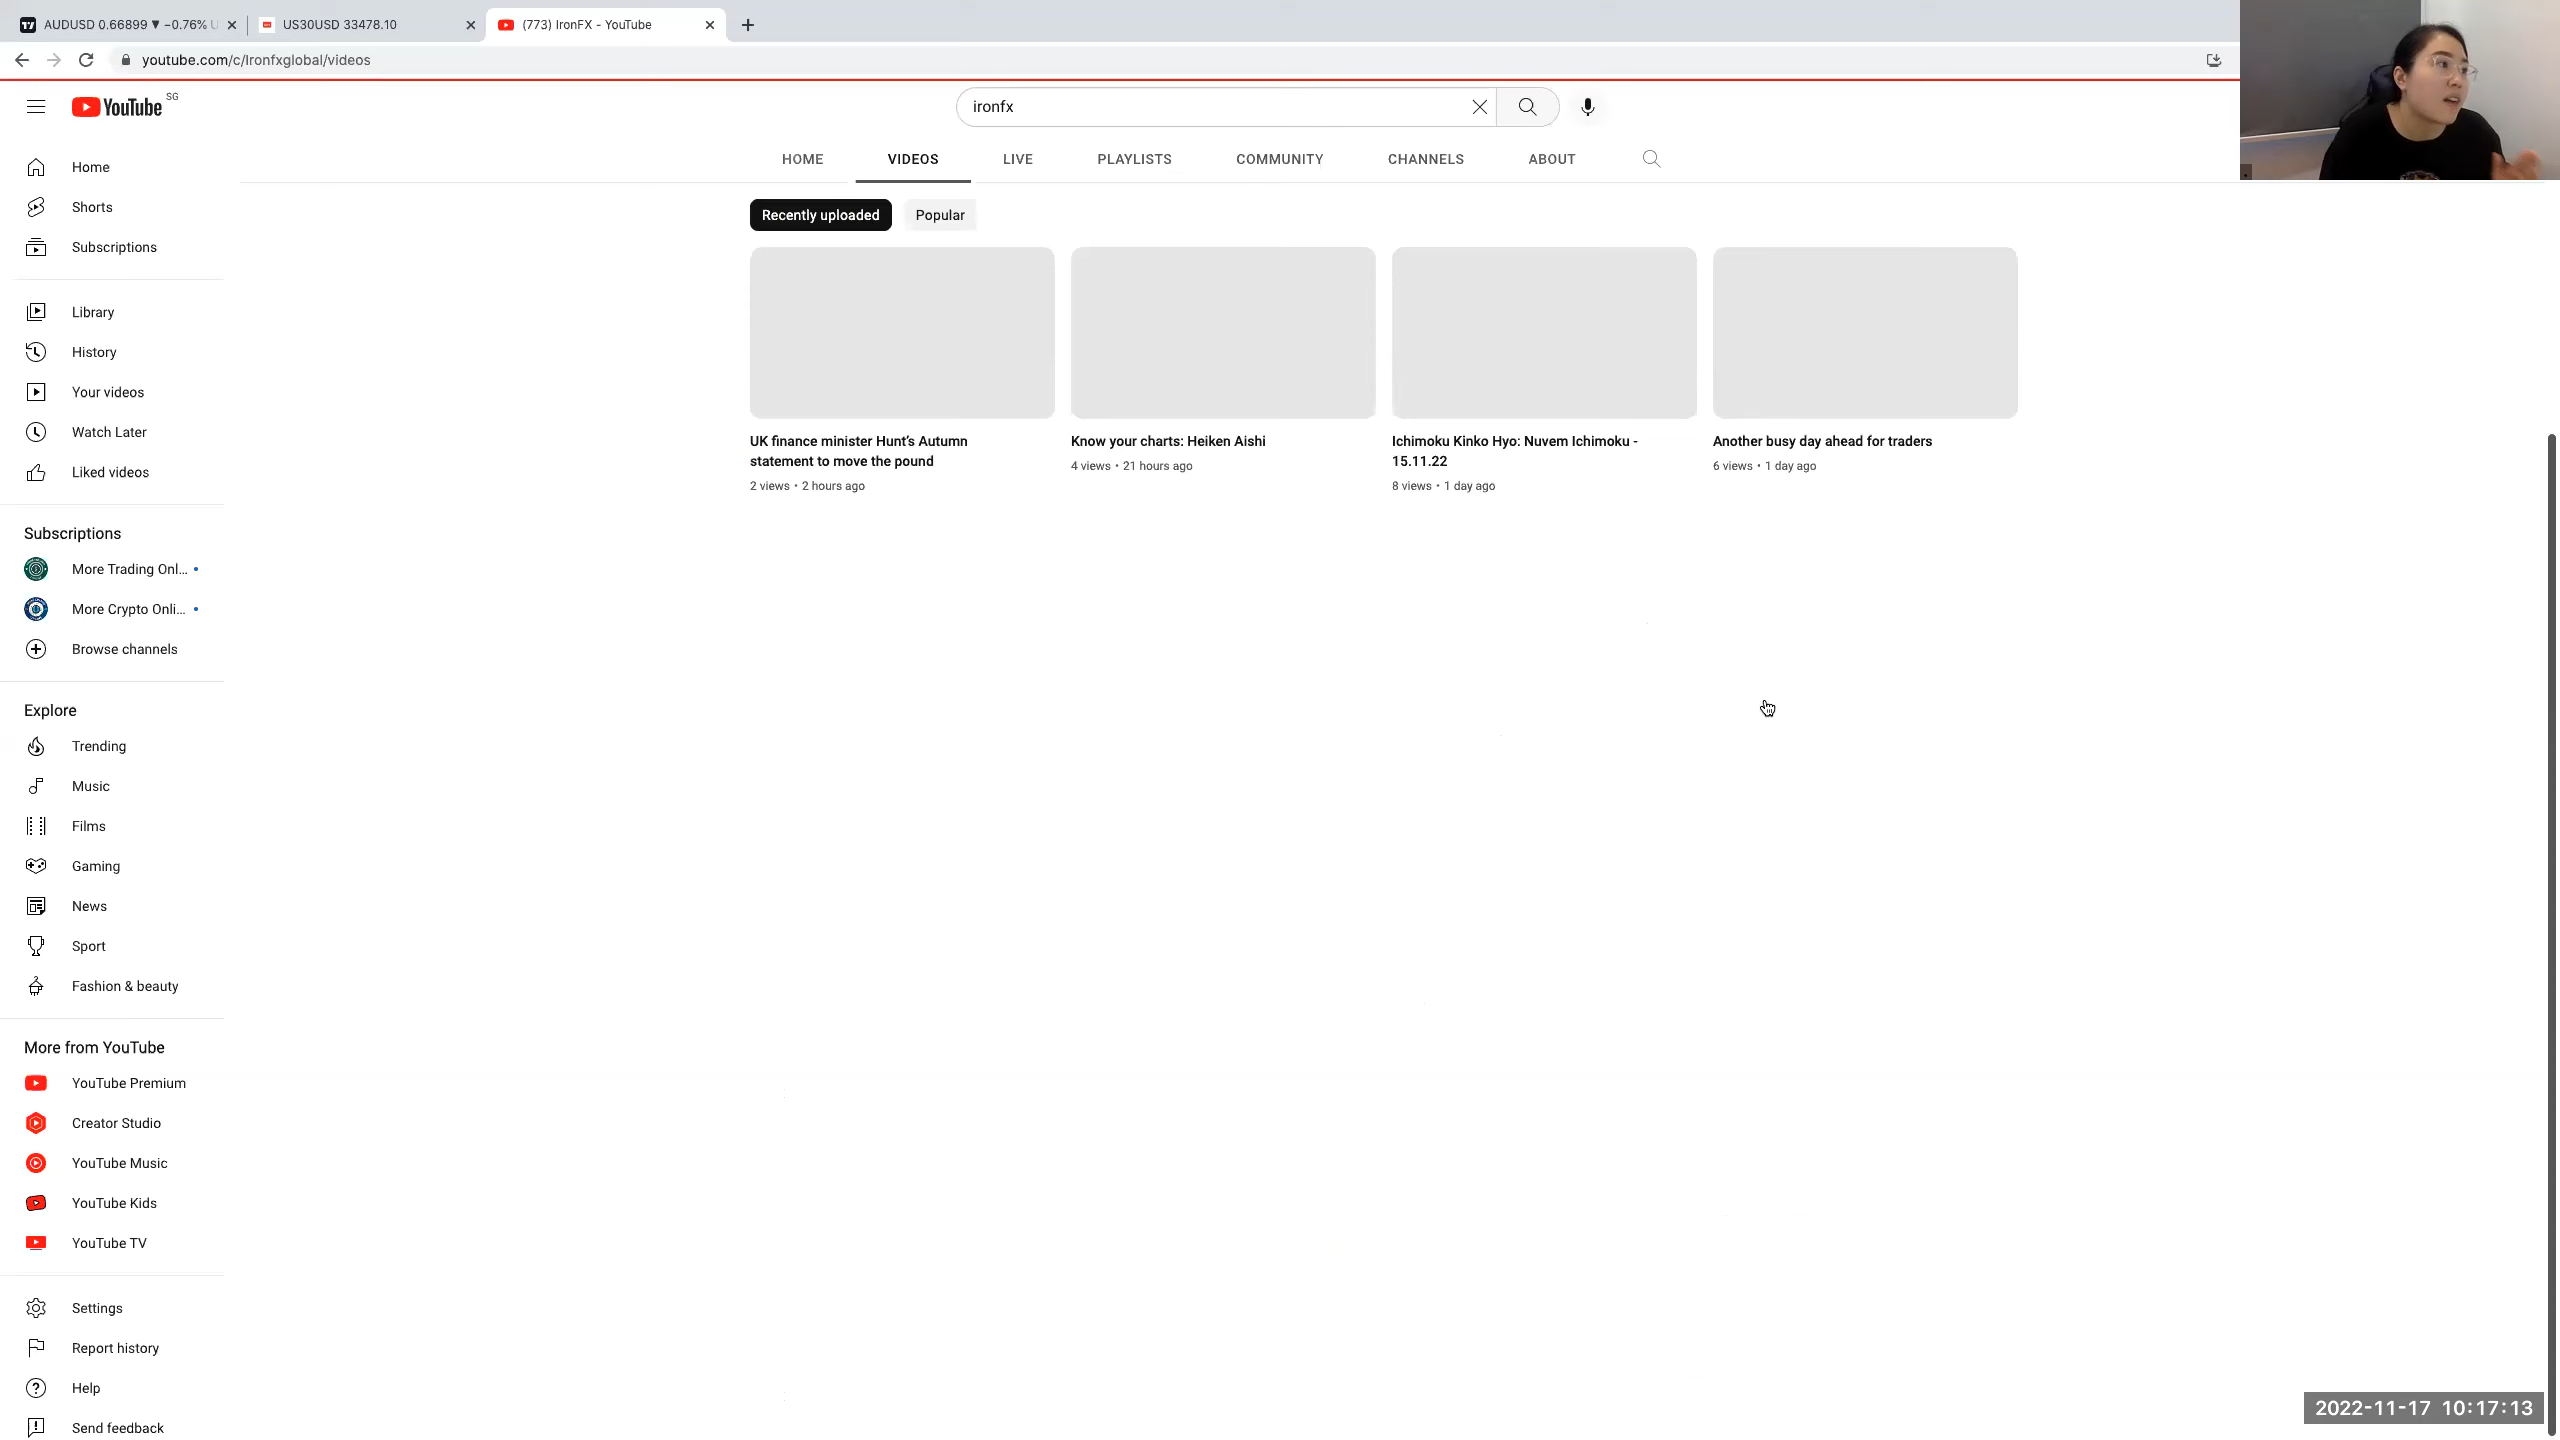 AUDUSD 0.66899 ▼ −0.76% U
US30USD 33478.10
(773) IronFX - YouTube
youtube.com/c/Ironfxglobal/videos
YouTube SG
ironfx
HOME
VIDEOS
LIVE
PLAYLISTS
COMMUNITY
CHANNELS
ABOUT
Recently uploaded
Popular
UK finance minister Hunt’s Autumn
statement to move the pound
2 views • 2 hours ago
Know your charts: Heiken Aishi
4 views • 21 hours ago
Ichimoku Kinko Hyo: Nuvem Ichimoku -
15.11.22
8 views • 1 day ago
Another busy day ahead for traders
6 views • 1 day ago
Home
Shorts
Subscriptions
Library
History
Your videos
Watch Later
Liked videos
Subscriptions
More Trading Onl...
More Crypto Onli...
Browse channels
Explore
Trending
Music
Films
Gaming
News
Sport
Fashion & beauty
More from YouTube
YouTube Premium
Creator Studio
YouTube Music
YouTube Kids
YouTube TV
Settings
Report history
Help
Send feedback
2022-11-17 10:17:13